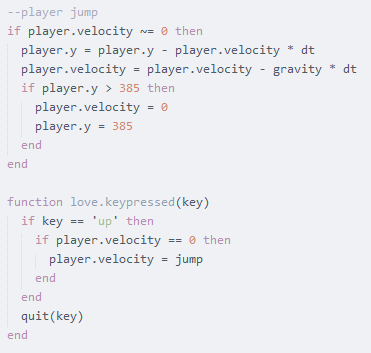 --player jump
if player.velocity ~= 0 then
  player.y = player.y - player.velocity * dt
  player.velocity = player.velocity - gravity * dt
  if player.y > 385 then
    player.velocity = 0
    player.y = 385
  end
end

function love.keypressed(key)
  if key == 'up' then
    if player.velocity == 0 then
      player.velocity = jump
    end
  end
  quit(key)
end